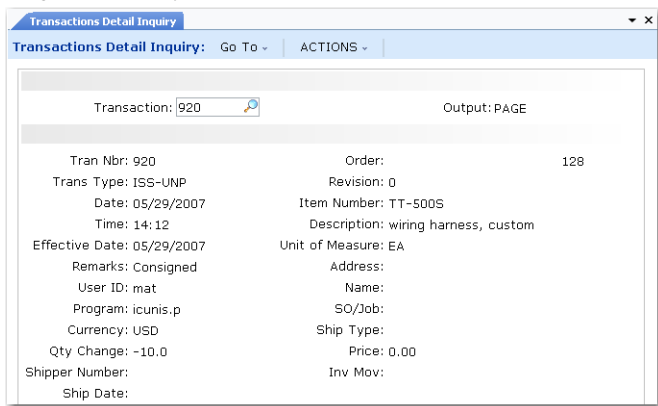 Transactions Detail Inquiry
Transactions Detail Inquiry: Go To ACTIONS
Transaction: 920 Output: PAGE
Tran Nbr: 920 Order: 128
Trans Type: ISS-UNP Revision: 0
Date: 05/29/2007 Item Number: TT-500S
Time: 14:12 Description: wiring harness, custom
Effective Date: 05/29/2007 Unit of Measure: EA
Remarks: Consigned Address:
User ID: mat Name:
Program: icunis.p SO/Job:
Currency: USD Ship Type:
Qty Change: -10.0 Price: 0.00
Shipper Number: Inv Mov:
Ship Date: